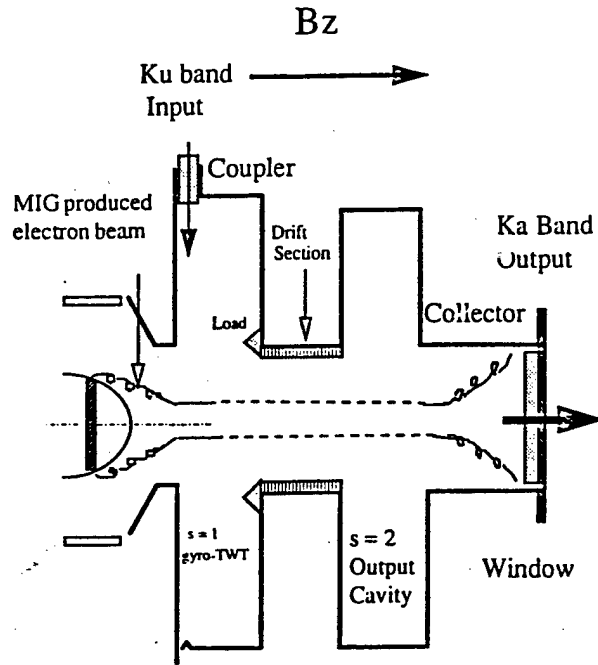 Bz
Ku band
Input
Coupler
MIG produced
electron beam
Drift
Section
Ka Band
Output
Load
Collector
s = 1
gyro-TWT
s = 2
Output
Cavity
Window